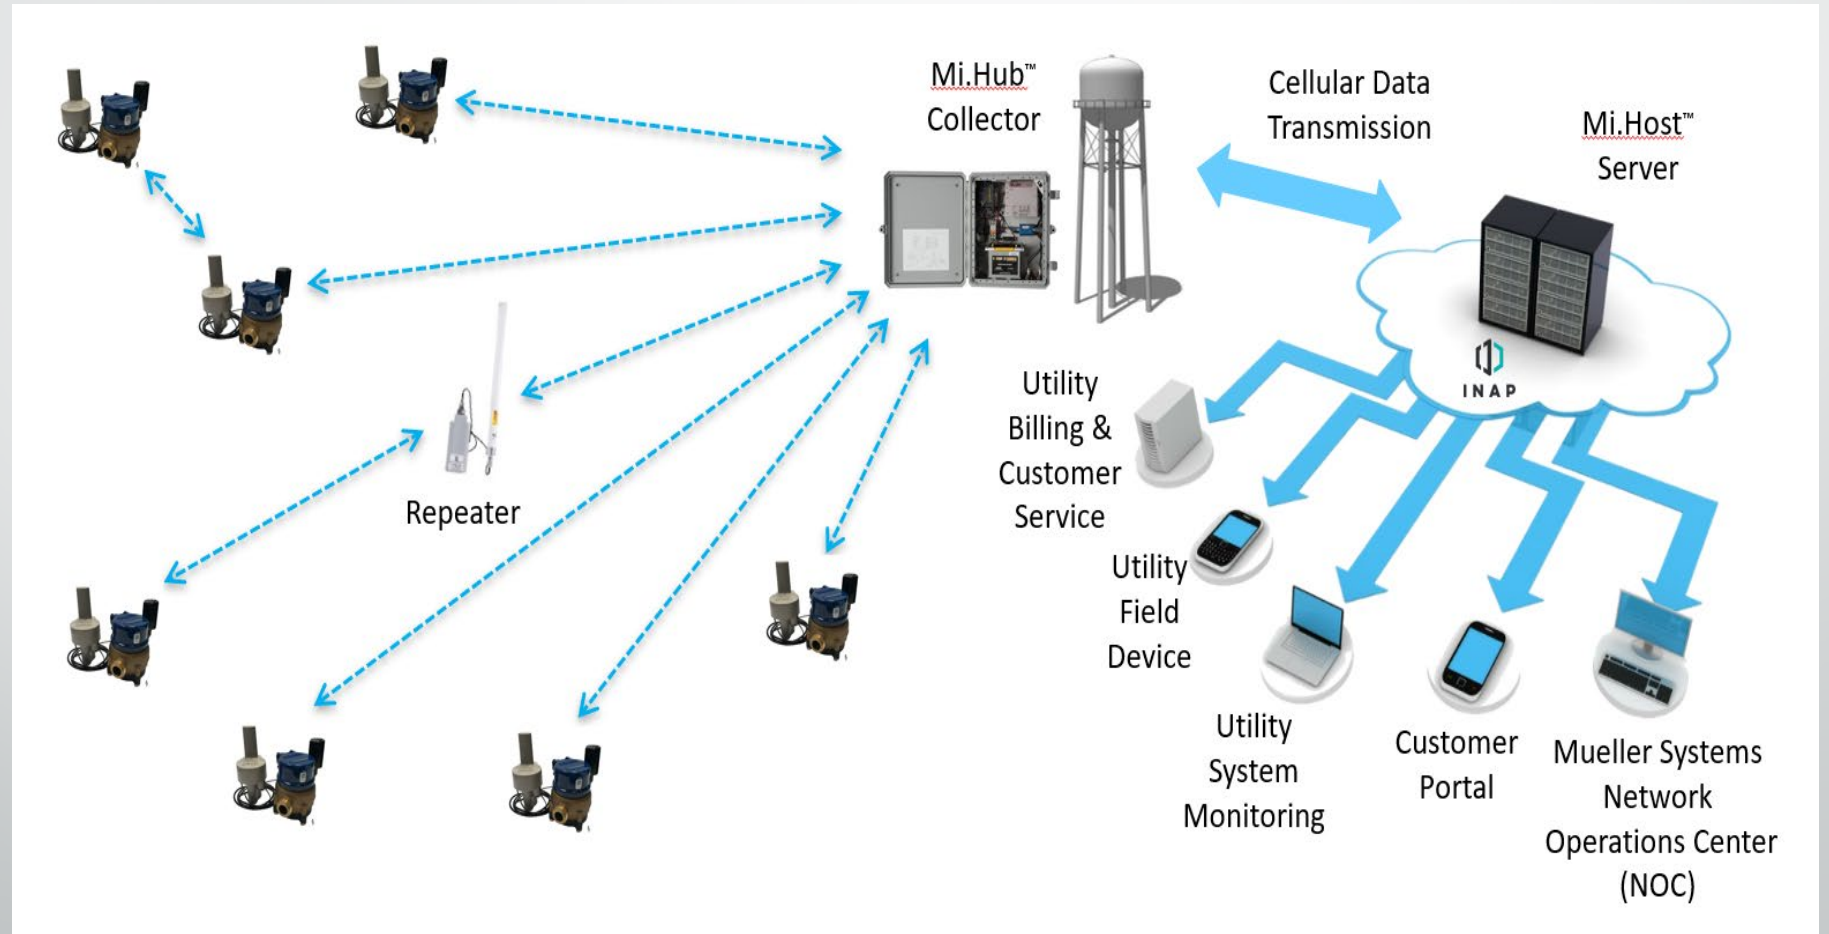 Mi.Hub™
Collector
Cellular Data
Transmission
Mi.Host™
Server
INAP
Repeater
Utility
Billing &
Customer
Service
Utility
Field
Device
Utility
System
Monitoring
Customer
Portal
Mueller Systems
Network
Operations Center
(NOC)